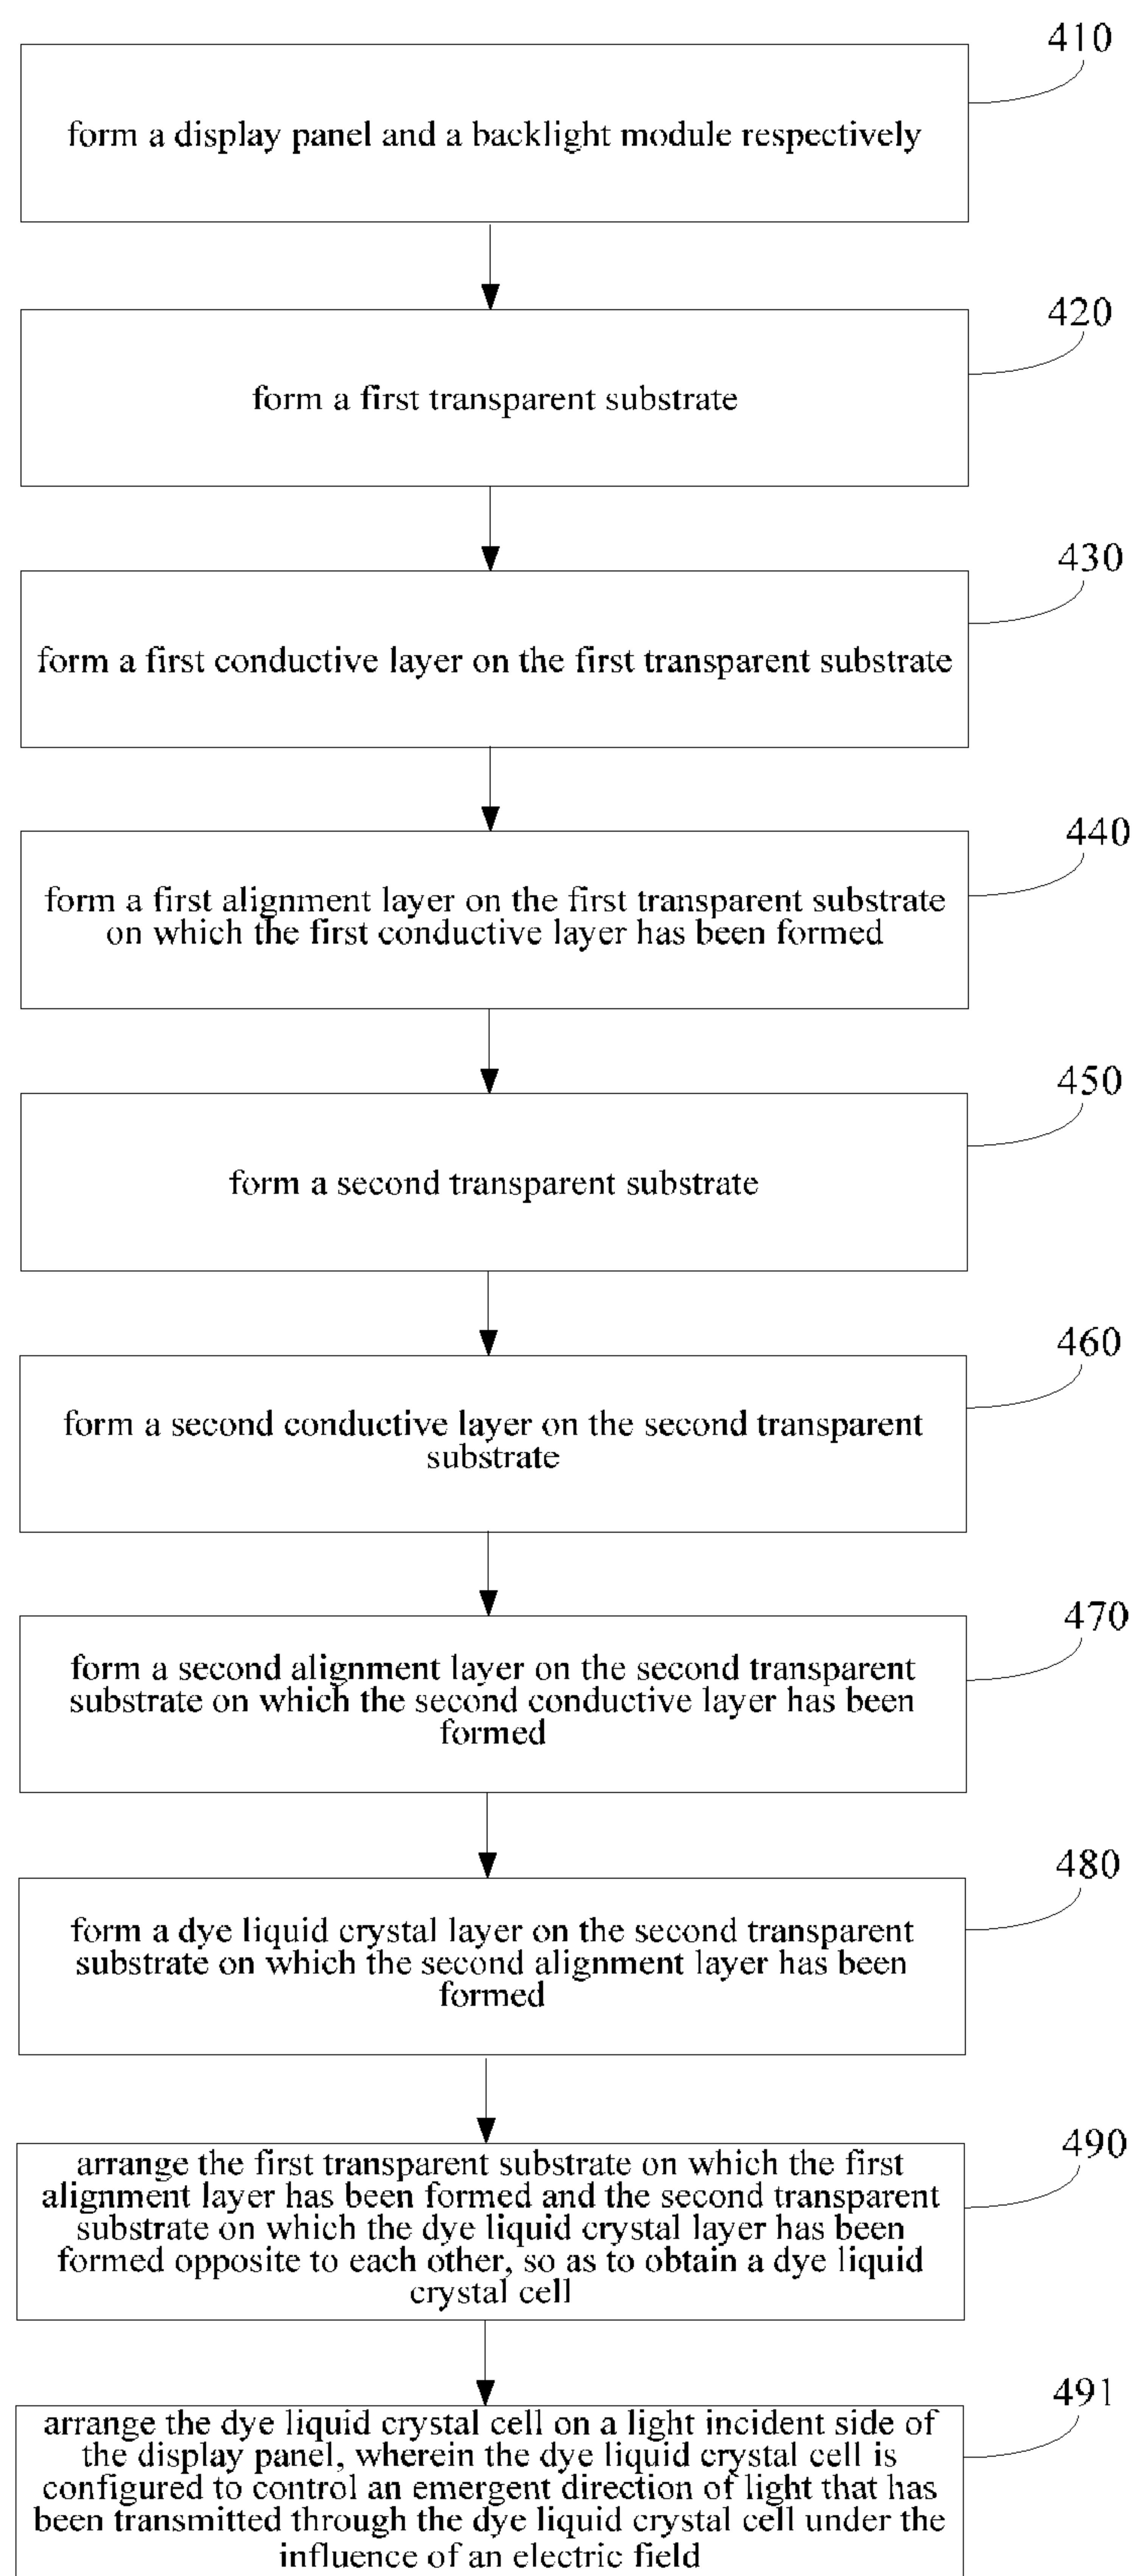 410
form a display panel and a backlight module respectively
420
form a first transparent substrate
430
form a first conductive layer on the first transparent substrate
440
form a first alignment layer on the first transparent substrate
on which the first conductive layer has been formed
450
form a second transparent substrate
460
form a second conductive layer on the second transparent
substrate
470
form a second alignment layer on the second transparent
substrate on which the second conductive layer has been
formed
480
form a dye liquid crystal layer on the second transparent
substrate on which the second alignment layer has been
formed
490
arrange the first transparent substrate on which the first
alignment layer has been formed and the second transparent
substrate on which the dye liquid crystal layer has been
formed opposite to each other, so as to obtain a dye liquid
crystal cell
491
arrange the dye liquid crystal cell on a light incident side of
the display panel, wherein the dye liquid crystal cell is
configured to control an emergent direction of light that has
been transmitted through the dye liquid crystal cell under the
influence of an electric field